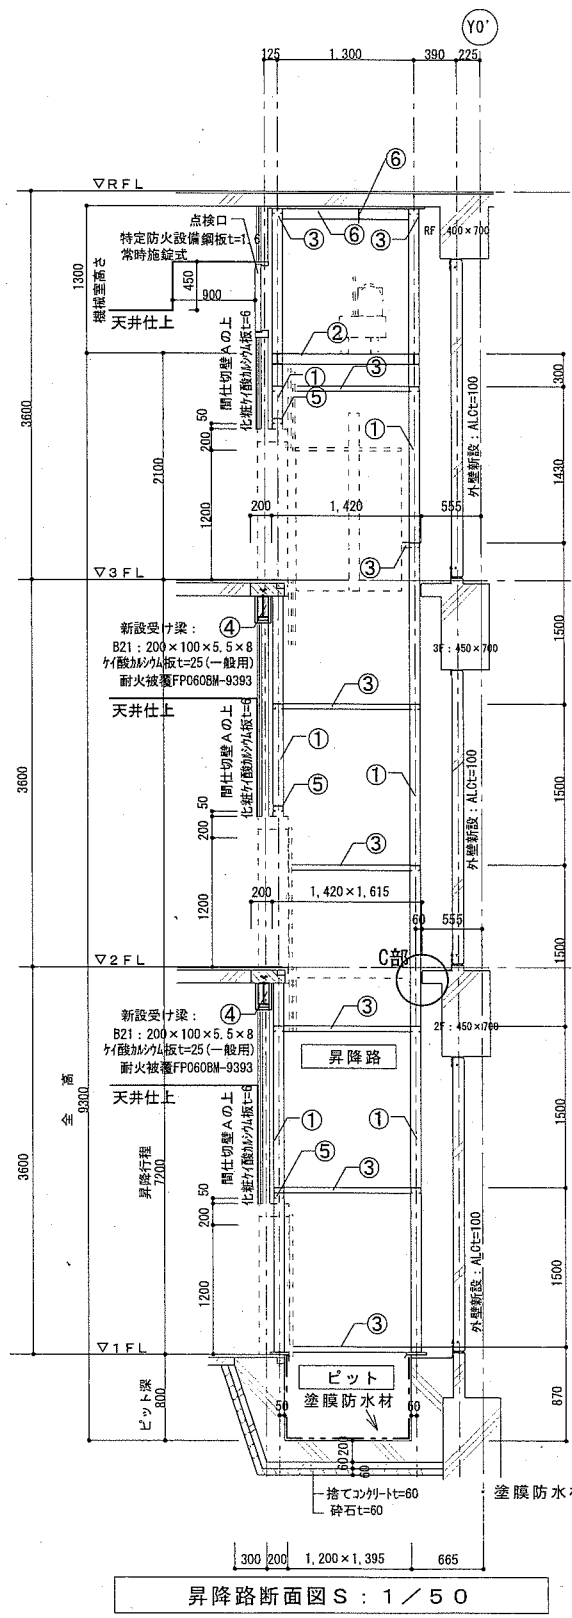 Y0'
125
1,300
390
225
▽RFL
⑥
点検口
特定防火設備鋼板t=1.6
常時施錠式
③
⑥
③
RF : 400×700
1300
機械室高さ
450
900
天井仕上
間仕切壁Aの上
化粧ケイ酸カルシウム板t=6
②
③
①
⑤
①
300
外壁新設:ALCt=100
50
200
3600
2100
1430
1200
200
1,420
555
③
▽3FL
④
新設受け梁:
B21:200×100×5.5×8
ケイ酸カルシウム板t=25(一般用)
耐火被覆FP060BM-9393
3F : 450×700
1500
天井仕上
③
間仕切壁Aの上
化粧ケイ酸カルシウム板t=6
①
①
⑤
外壁新設:ALCt=100
3600
50
200
1500
③
1200
200
1,420×1,615
60
555
C部
1500
▽2FL
④
新設受け梁:
B21:200×100×5.5×8
ケイ酸カルシウム板t=25(一般用)
耐火被覆FP060BM-9393
③
2F : 450×700
昇降路
天井仕上
全高
9300
間仕切壁Aの上
化粧ケイ酸カルシウム板t=6
①
①
1500
3600
昇降行程
7200
⑤
③
50
200
外壁新設:ALCt=100
1200
1500
③
▽1FL
ピット深
800
ピット
50
塗膜防水材
60
870
200
60
60
捨てコンクリートt=60
砕石t=60
塗膜防水
300
200
1,200×1,395
665
昇降路断面図S:1/50